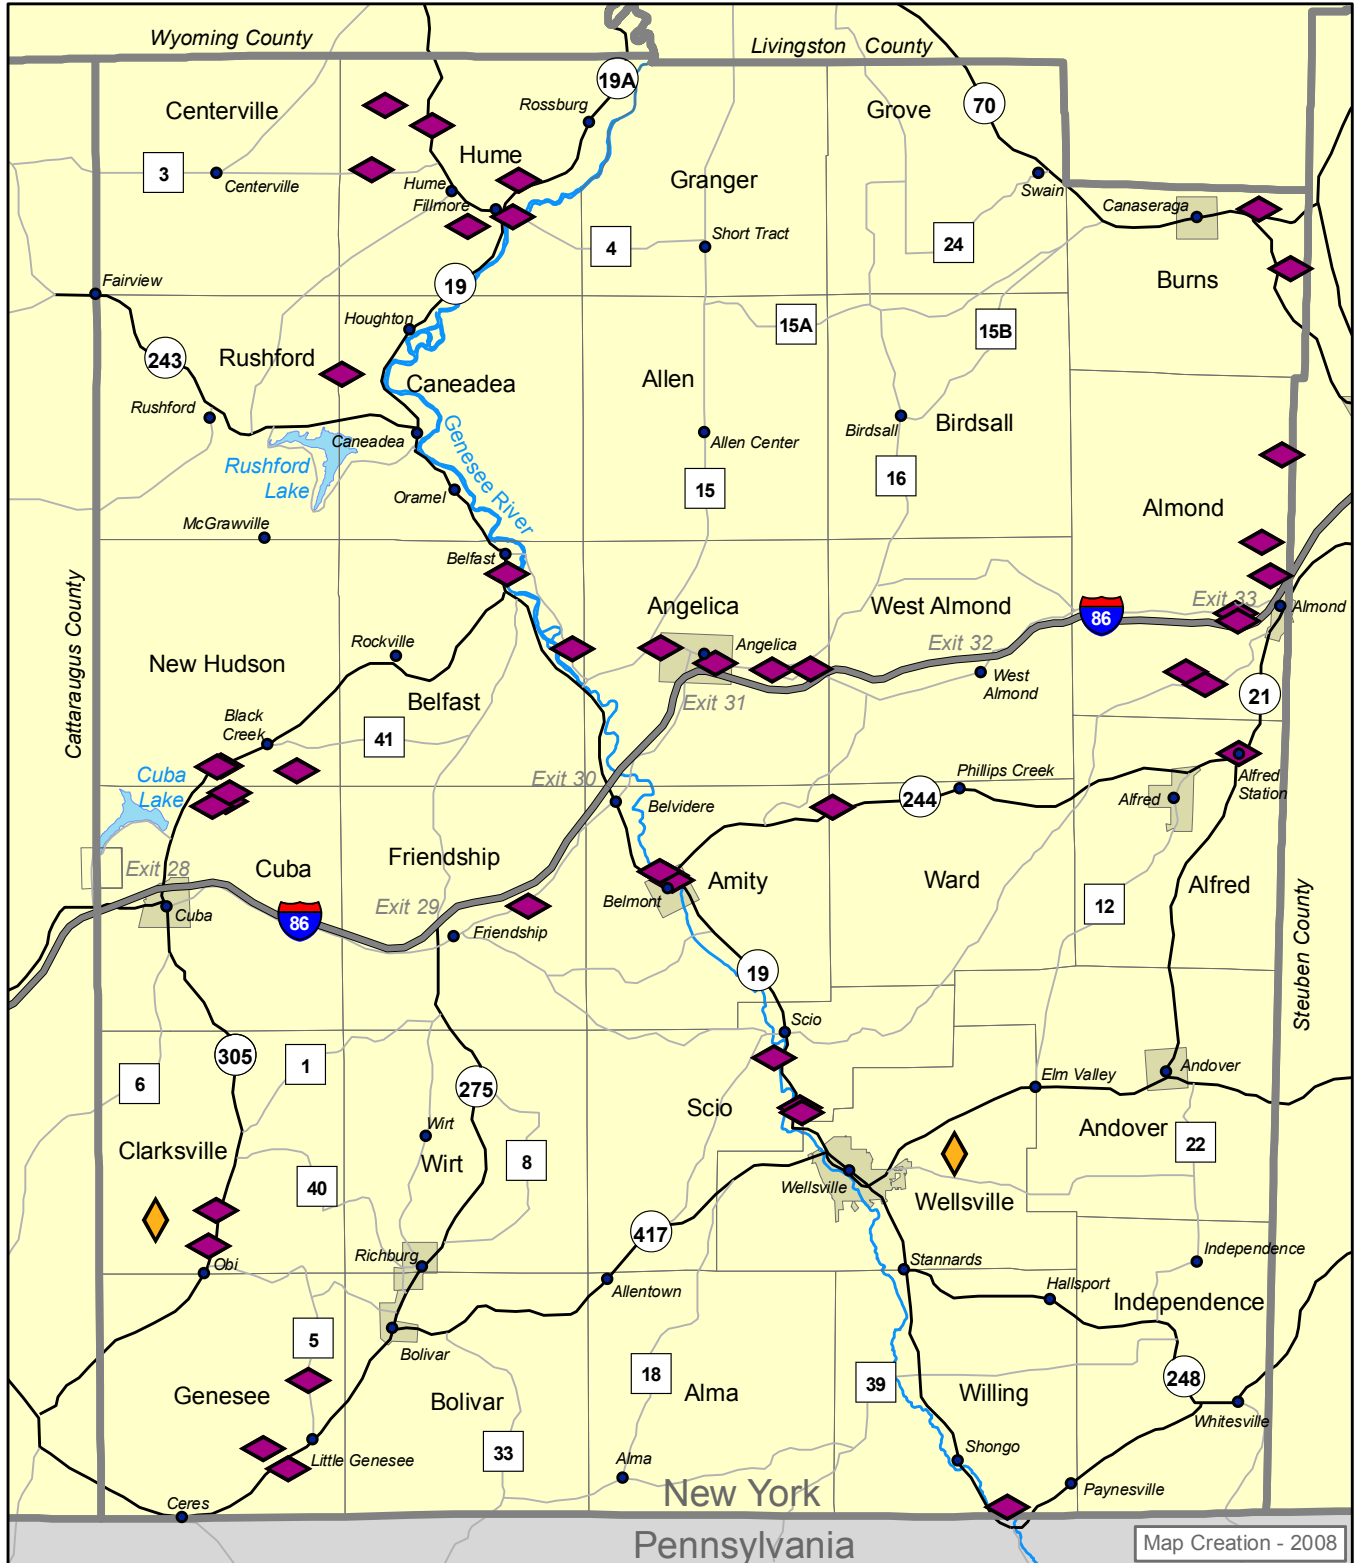 Wyoming County
Livingston County
19A
Rossburg
Centerville
Grove
70
Hume
3
Centerville
Hume
Fillmore
Granger
Swain
Canaseraga
Short Tract
4
24
Burns
Fairview
19
Houghton
15A
15B
243
Rushford
Caneadea
Allen
Rushford
Caneadea
Genesee River
Allen Center
Birdsall
Birdsall
Rushford
Lake
Oramel
15
16
Almond
McGrawville
Belfast
Cattaraugus County
Angelica
West Almond
86
Exit 33
Almond
Rockville
Angelica
Exit 32
New Hudson
West
Almond
Belfast
Exit 31
21
Black
Creek
41
Cuba
Lake
Exit 30
Phillips Creek
Alfred
Station
Belvidere
244
Alfred
Exit 28
Cuba
Friendship
Amity
Ward
Alfred
Belmont
Cuba
86
Exit 29
Friendship
12
Steuben County
19
Scio
305
1
6
275
Elm Valley
Andover
Scio
Wirt
Andover
Clarksville
Wirt
8
22
40
Wellsville
Wellsville
417
Richburg
Obi
Stannards
Independence
Allentown
Hallsport
Independence
5
Bolivar
18
39
248
Genesee
Bolivar
Alma
Willing
Whitesville
33
Little Genesee
Alma
Shongo
Paynesville
Ceres
New York
Pennsylvania
Map Creation - 2008